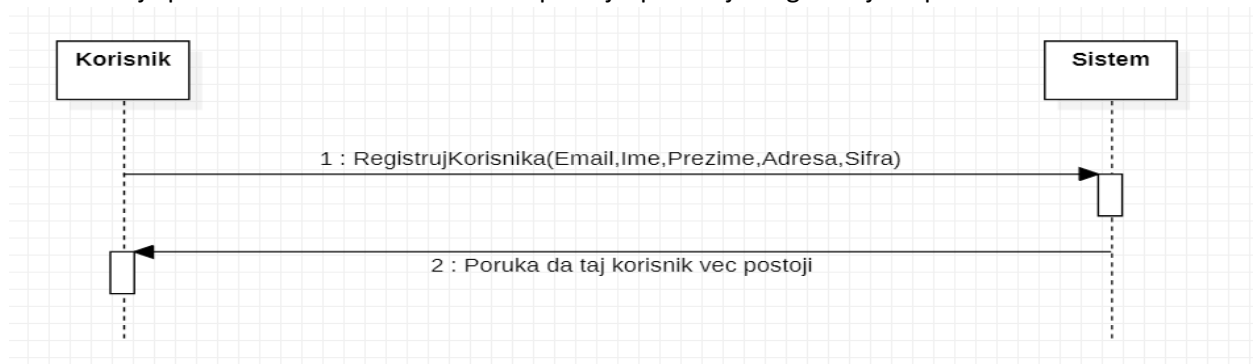 Korisnik
Sistem
1 : RegistrujKorisnika(Email,Ime,Prezime,Adresa,Sifra)
2 : Poruka da taj korisnik vec postoji